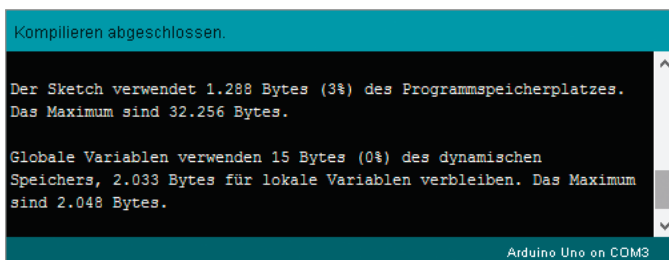 Kompilieren abgeschlossen.
Der Sketch verwendet 1.288 Bytes (3%) des Programmspeicherplatzes.
Das Maximum sind 32.256 Bytes.
Globale Variablen verwenden 15 Bytes (0%) des dynamischen
Speichers, 2.033 Bytes für lokale Variablen verbleiben. Das Maximum
sind 2.048 Bytes.
Arduino Uno on COM3